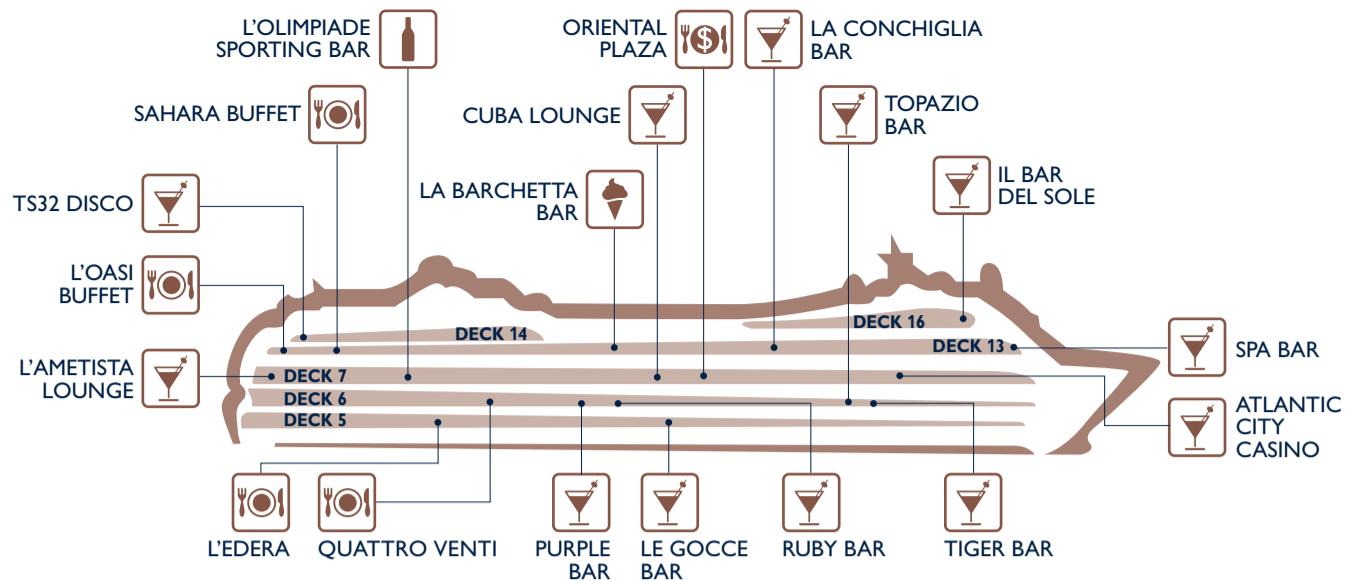 L'OLIMPIADE
SPORTING BAR
ORIENTAL
PLAZA
$
LA CONCHIGLIA
BAR
SAHARA BUFFET
CUBA LOUNGE
TOPAZIO
BAR
TS32 DISCO
LA BARCHETTA
BAR
IL BAR
DEL SOLE
L'OASI
BUFFET
DECK 14
DECK 16
DECK 13
SPA BAR
L'AMETISTA
LOUNGE
DECK 7
DECK 6
DECK 5
ATLANTIC
CITY
CASINO
L'EDERA
QUATTRO VENTI
PURPLE
BAR
LE GOCCE
BAR
RUBY BAR
TIGER BAR